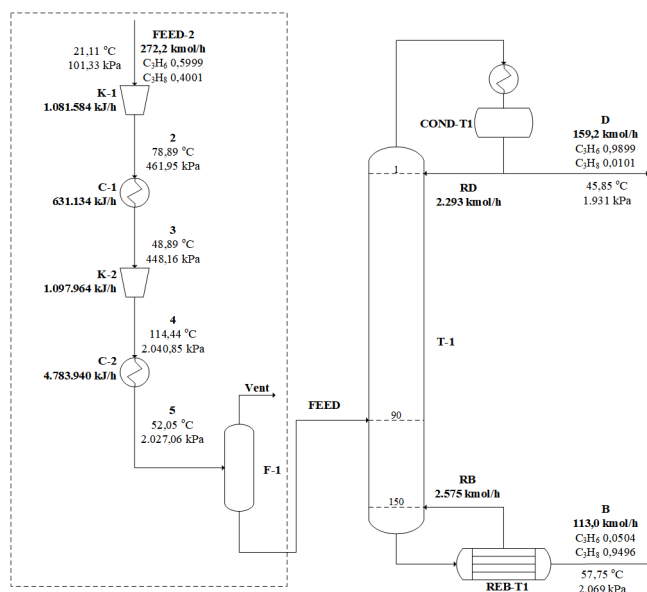 FEED-2
272,2 kmol/h
C₃H₆ 0,5999
C₃H₈ 0,4001
21,11 °C
101,33 kPa
K-1
1.081.584 kJ/h
2
78,89 °C
461,95 kPa
C-1
631.134 kJ/h
3
48,89 °C
448,16 kPa
K-2
1.097.964 kJ/h
4
114,44 °C
2.040,85 kPa
C-2
4.783.940 kJ/h
5
52,05 °C
2.027,06 kPa
Vent
F-1
FEED
COND-T1
D
159,2 kmol/h
C₃H₆ 0,9899
C₃H₈ 0,0101
45,85 °C
1.931 kPa
1
RD
2.293 kmol/h
T-1
90
RB
2.575 kmol/h
150
B
113,0 kmol/h
C₃H₆ 0,0504
C₃H₈ 0,9496
57,75 °C
2.069 kPa
REB-T1